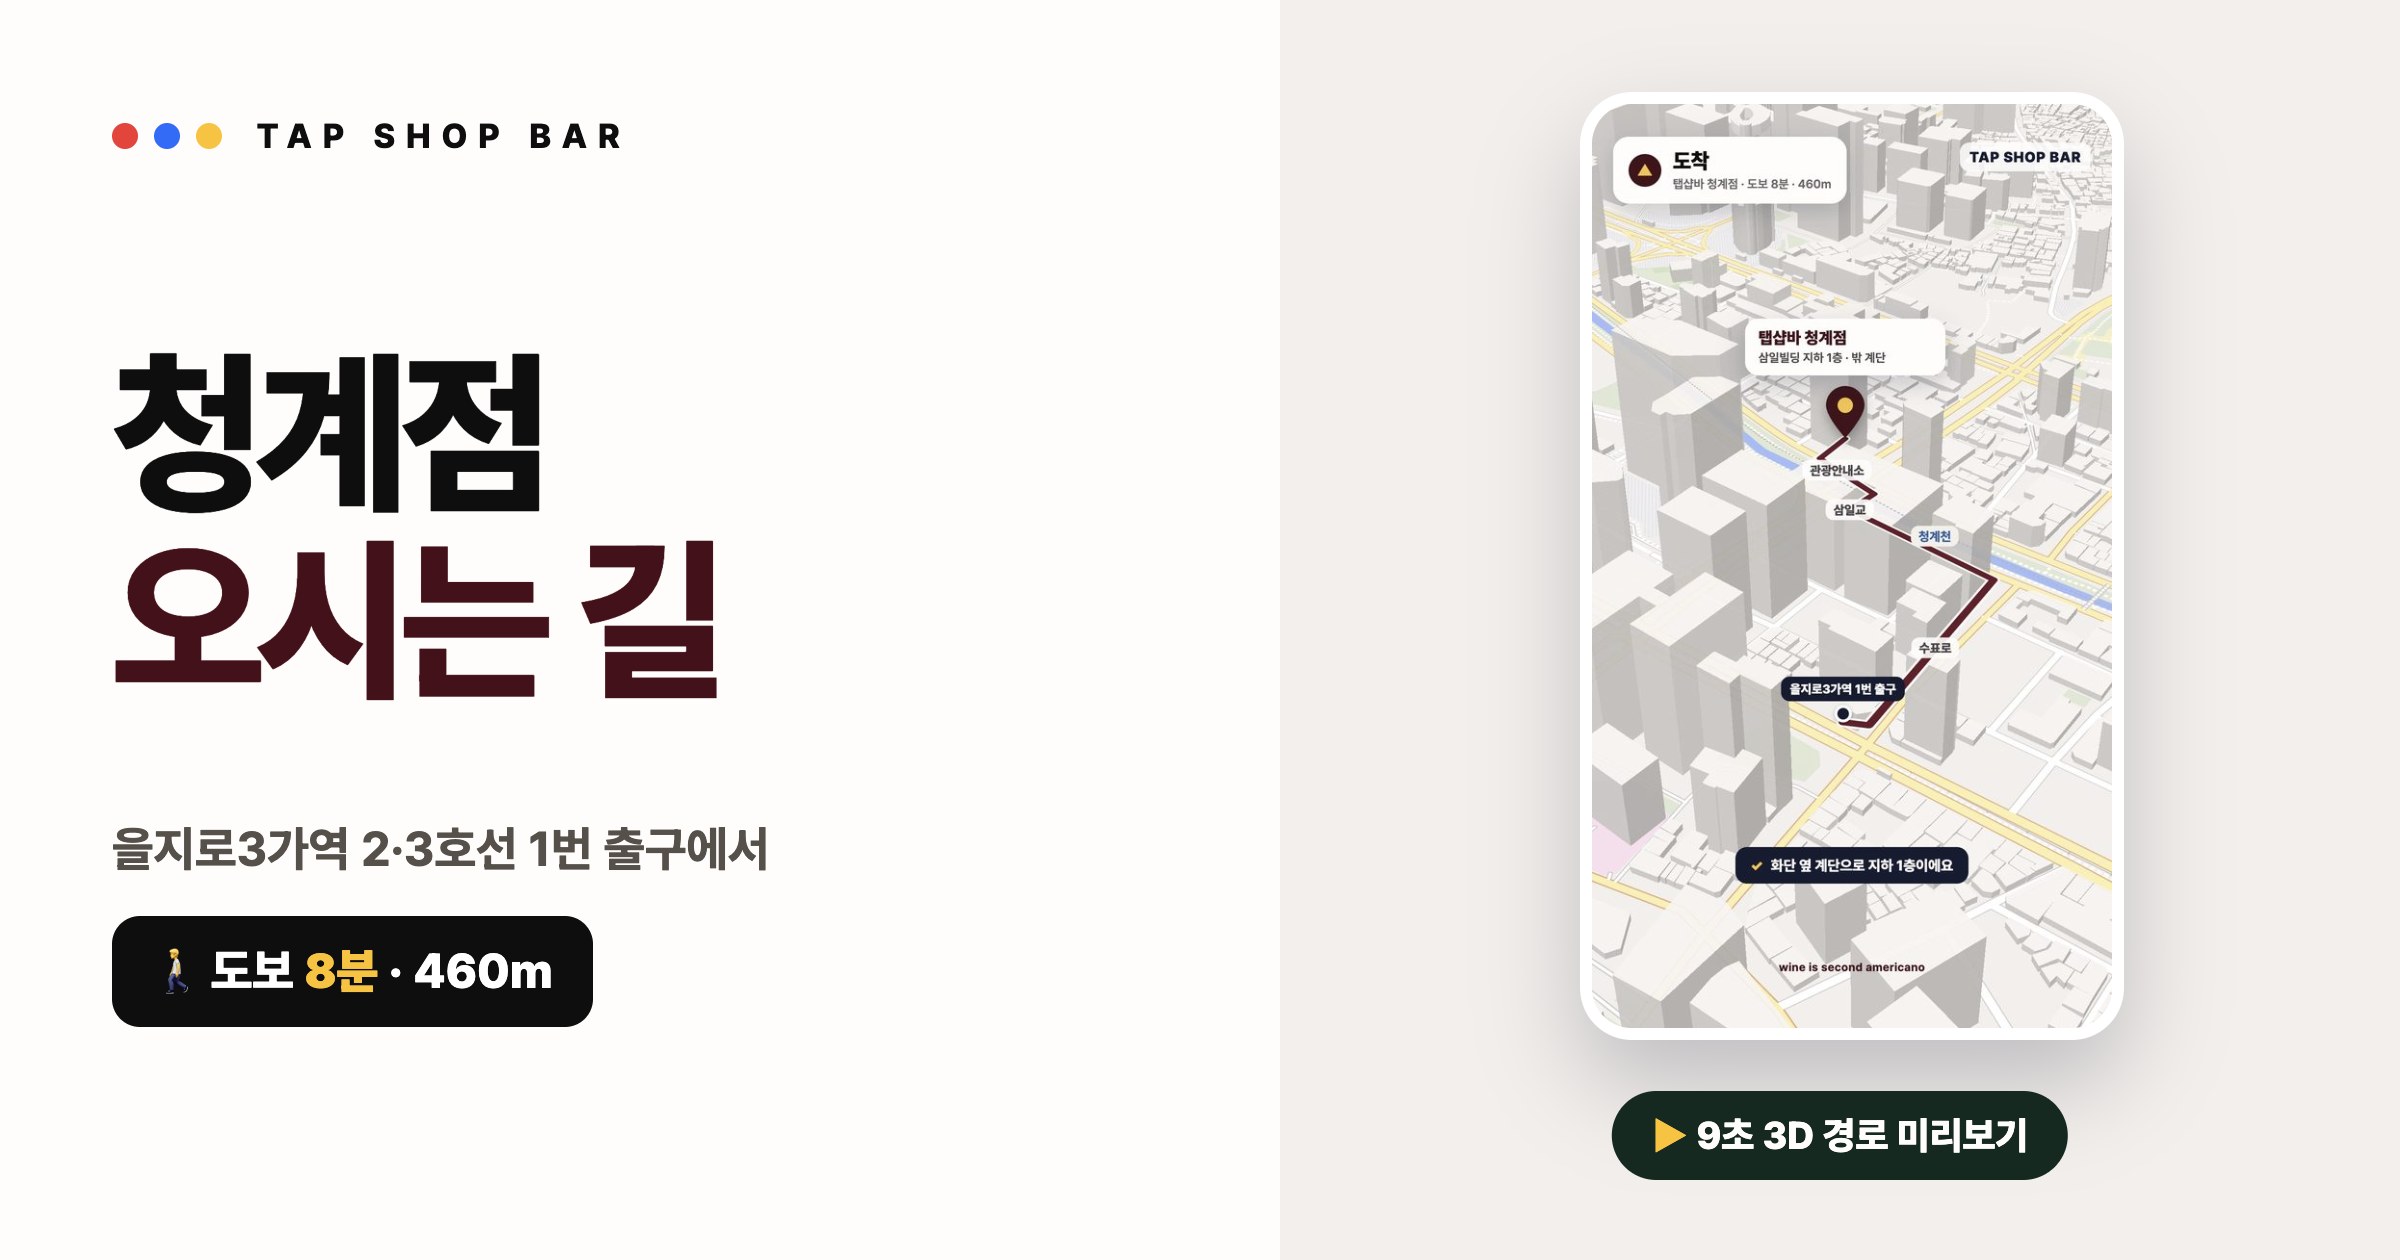 TAP SHOP BAR
청계점
오시는 길
을지로3가역 2·3호선 1번 출구에서
도보 8분 · 460m
도착
탭샵바 청계점 · 도보 8분 · 460m
TAP SHOP BAR
탭샵바 청계점
삼일빌딩 지하 1층 · 밖 계단
관광안내소
삼일교
청계천
수표로
을지로3가역 1번 출구
화단 옆 계단으로 지하 1층이에요
wine is second americano
9초 3D 경로 미리보기